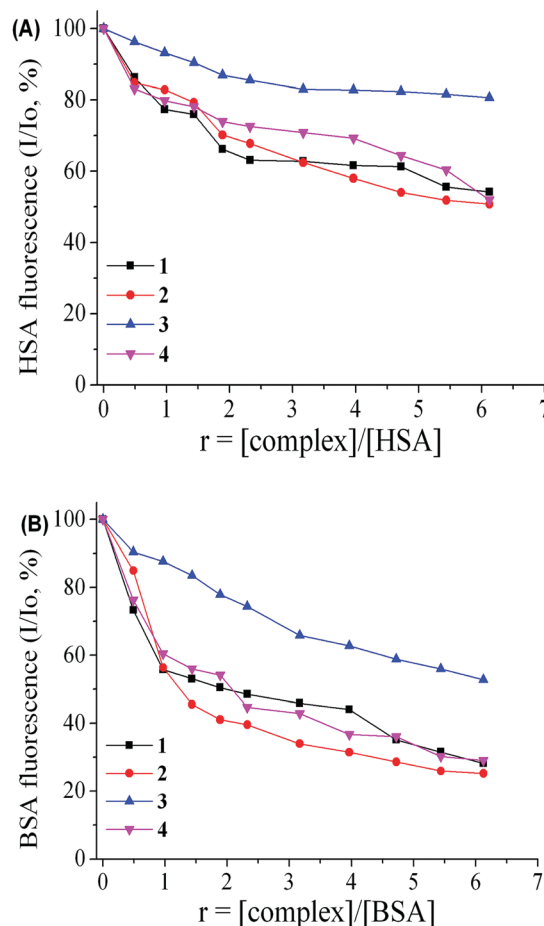 (A)
100
80
60
40
20
0
HSA fluorescence (I/Io, %)
1
2
3
4
0 1 2 3 4 5 6 7
r = [complex]/[HSA]
(B)
100
80
60
40
20
0
BSA fluorescence (I/Io, %)
1
2
3
4
0 1 2 3 4 5 6 7
r = [complex]/[BSA]